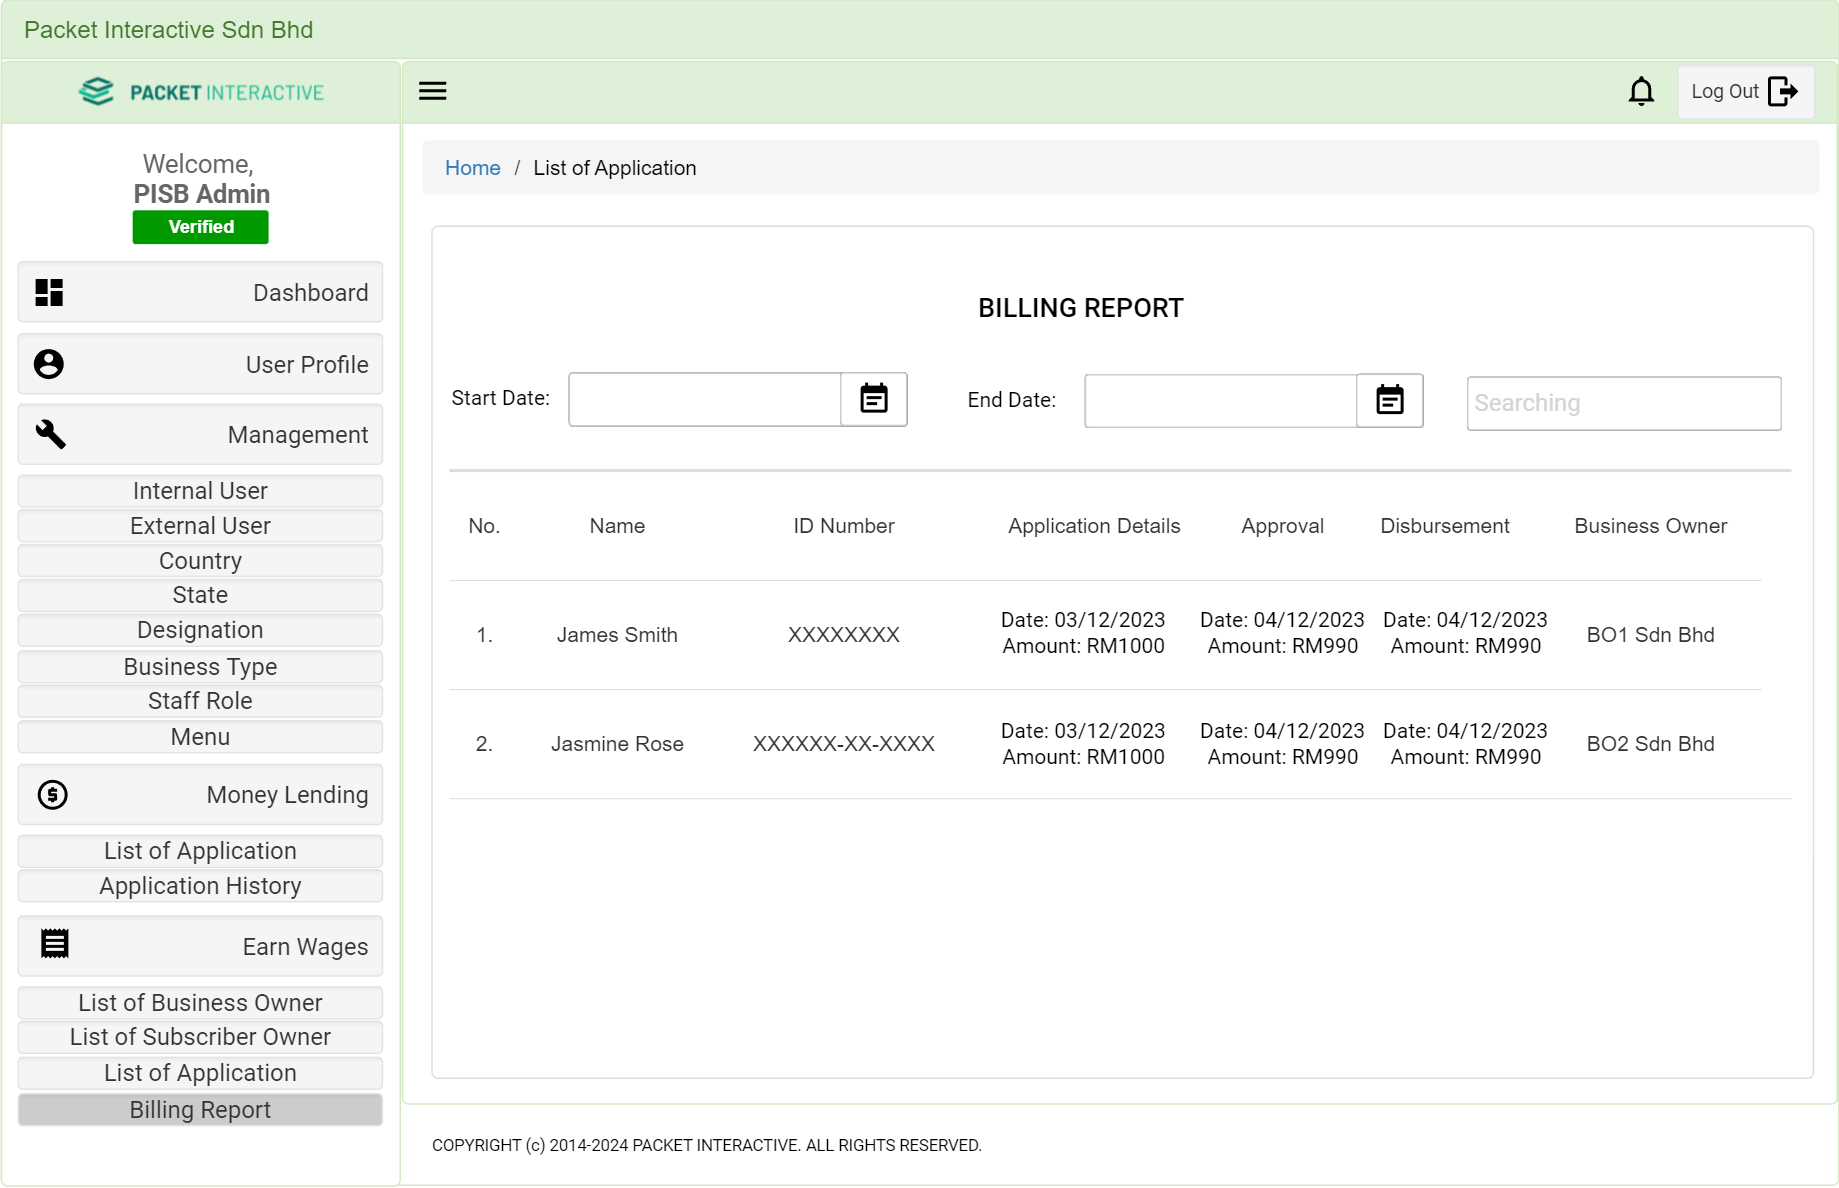 Packet Interactive Sdn Bhd
PACKET INTERACTIVE
Log Out
Welcome,
PISB Admin
Verified
Dashboard
User Profile
Management
Internal User
External User
Country
State
Designation
Business Type
Staff Role
Menu
Money Lending
List of Application
Application History
Earn Wages
List of Business Owner
List of Subscriber Owner
List of Application
Billing Report
Home / List of Application
BILLING REPORT
Start Date:
End Date:
Searching
No. Name ID Number Application Details Approval Disbursement Business Owner
1. James Smith XXXXXXXX Date: 03/12/2023 Date: 04/12/2023 Date: 04/12/2023 BO1 Sdn Bhd
Amount: RM1000 Amount: RM990 Amount: RM990
2. Jasmine Rose XXXXXX-XX-XXXX Date: 03/12/2023 Date: 04/12/2023 Date: 04/12/2023 BO2 Sdn Bhd
Amount: RM1000 Amount: RM990 Amount: RM990
COPYRIGHT (c) 2014-2024 PACKET INTERACTIVE. ALL RIGHTS RESERVED.